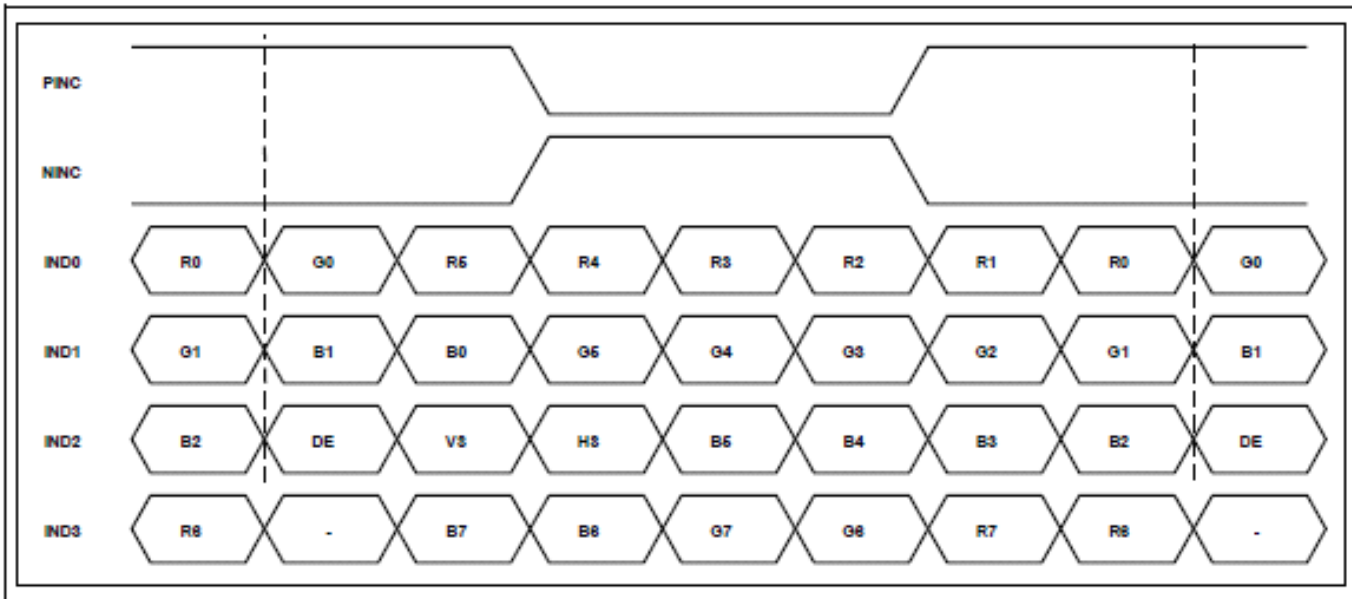 PINC
NINC
IND0 R0 G0 R5 R4 R3 R2 R1 R0 G0
IND1 G1 B1 B0 G5 G4 G3 G2 G1 B1
IND2 B2 DE VS HS B5 B4 B3 B2 DE
IND3 R6 - B7 B6 G7 G6 R7 R6 -